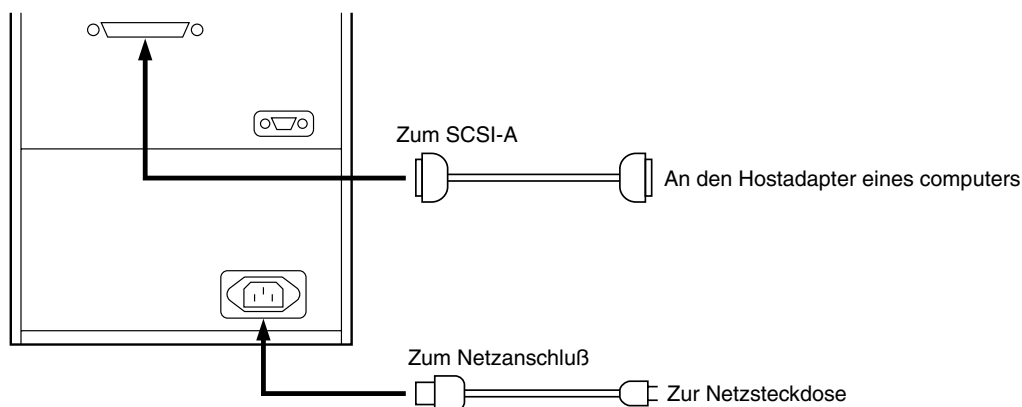 Zum SCSI-A
An den Hostadapter eines computers
Zum Netzanschluß
Zur Netzsteckdose